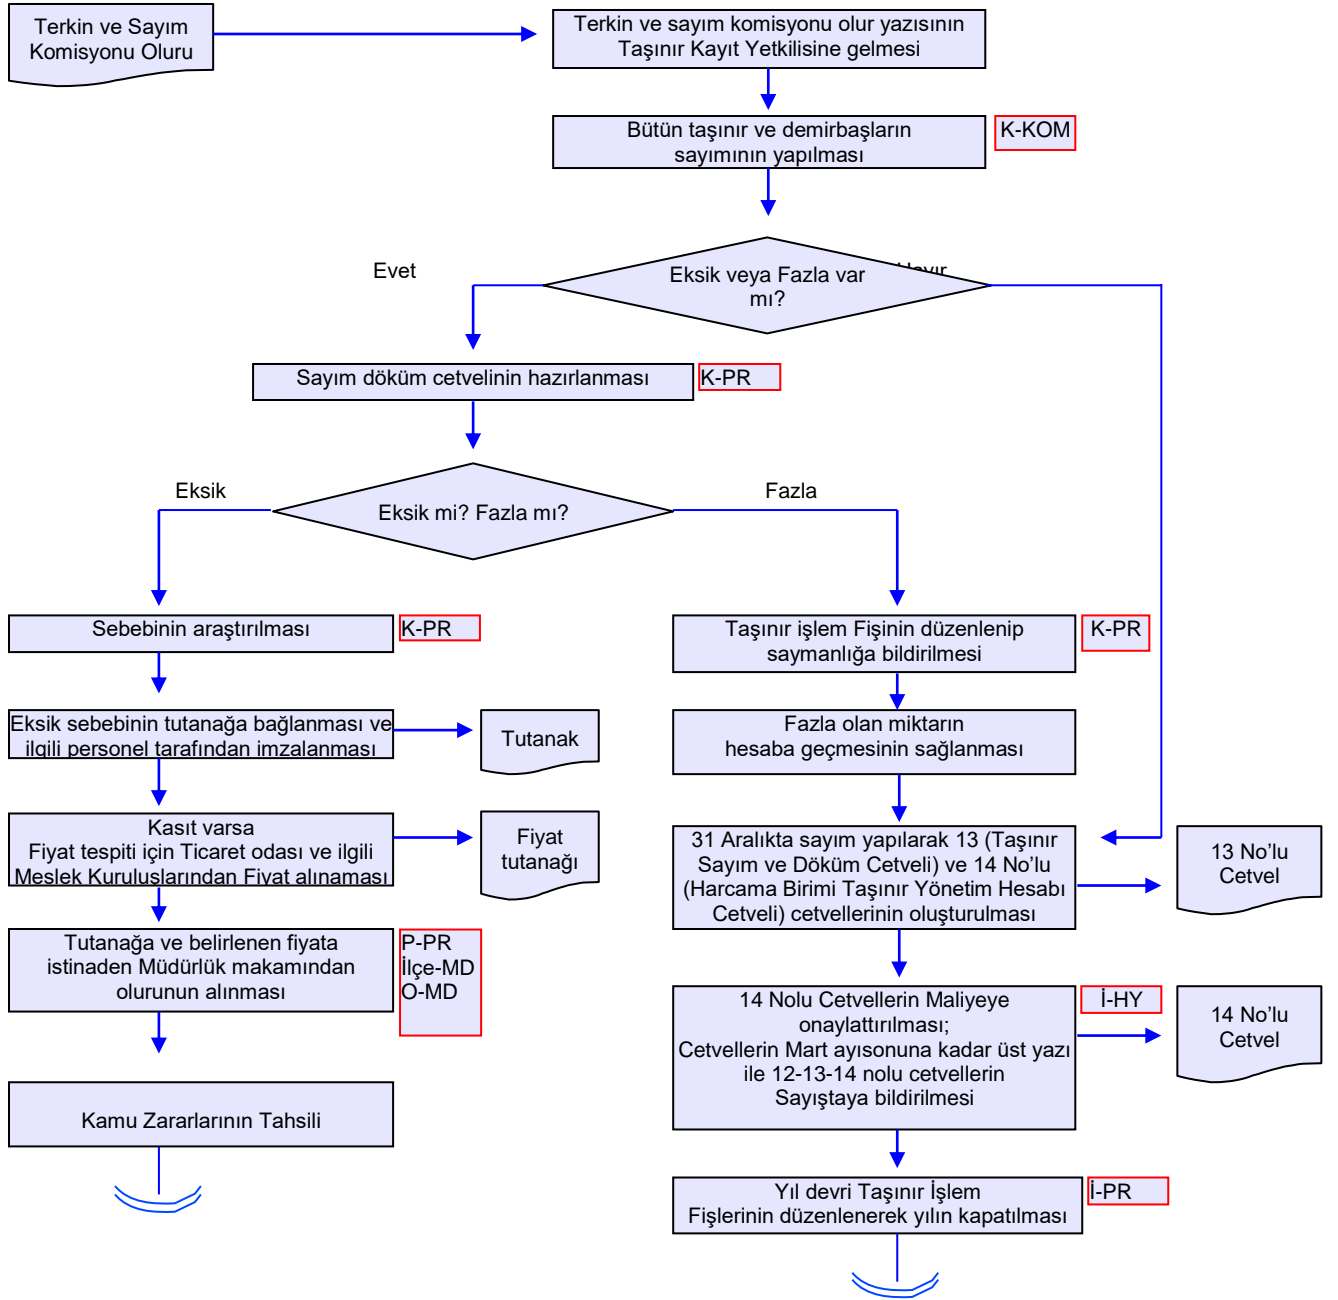 Terkin ve Sayım
Komisyonu Oluru
Terkin ve sayım komisyonu olur yazısının
Taşınır Kayıt Yetkilisine gelmesi
Bütün taşınır ve demirbaşların
sayımının yapılması
K-KOM
Evet
Eksik veya Fazla var
mı?
Hayır
Sayım döküm cetvelinin hazırlanması
K-PR
Eksik
Eksik mi? Fazla mı?
Fazla
Sebebinin araştırılması
K-PR
Taşınır işlem Fişinin düzenlenip
saymanlığa bildirilmesi
K-PR
Eksik sebebinin tutanağa bağlanması ve
ilgili personel tarafından imzalanması
Tutanak
Fazla olan miktarın
hesaba geçmesinin sağlanması
Kasıt varsa
Fiyat tespiti için Ticaret odası ve ilgili
Meslek Kuruluşlarından Fiyat alınaması
Fiyat
tutanağı
31 Aralıkta sayım yapılarak 13 (Taşınır
Sayım ve Döküm Cetveli) ve 14 No’lu
(Harcama Birimi Taşınır Yönetim Hesabı
Cetveli) cetvellerinin oluşturulması
13 No’lu
Cetvel
Tutanağa ve belirlenen fiyata
istinaden Müdürlük makamından
olurunun alınması
P-PR
İlçe-MD
O-MD
14 Nolu Cetvellerin Maliyeye
onaylattırılması;
Cetvellerin Mart ayısonuna kadar üst yazı
ile 12-13-14 nolu cetvellerin
Sayıştaya bildirilmesi
İ-HY
14 No’lu
Cetvel
Kamu Zararlarının Tahsili
Yıl devri Taşınır İşlem
Fişlerinin düzenlenerek yılın kapatılması
İ-PR